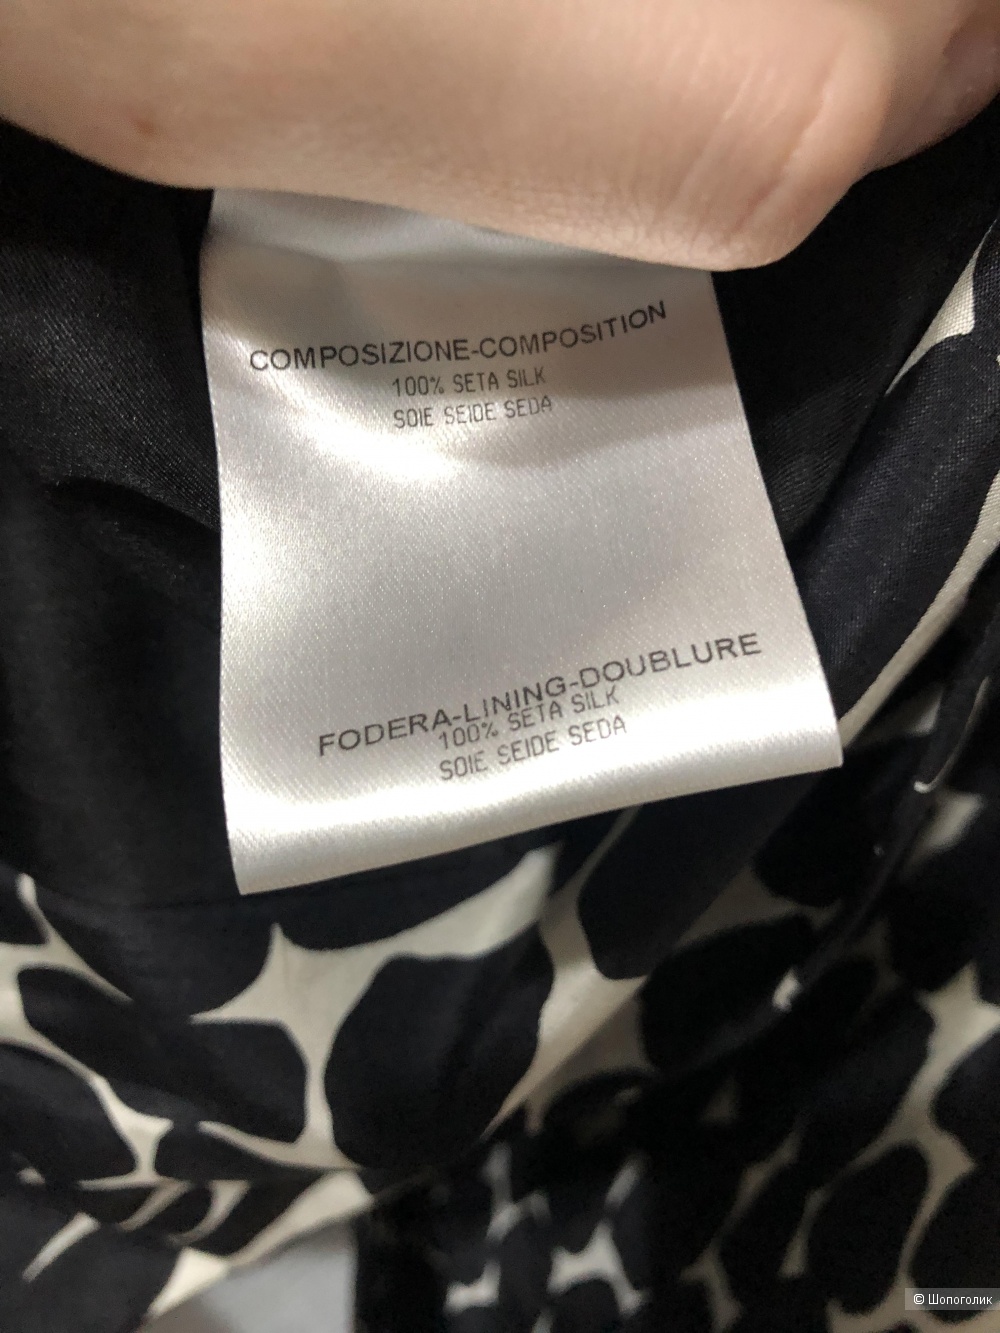 COMPOSIZIONE-COMPOSITION
100% SETA SILK
SOIE SEIDE SEDA
FODERA-LINING-DOUBLURE
100% SETA SILK
SOIE SEIDE SEDA
© Шопоголик